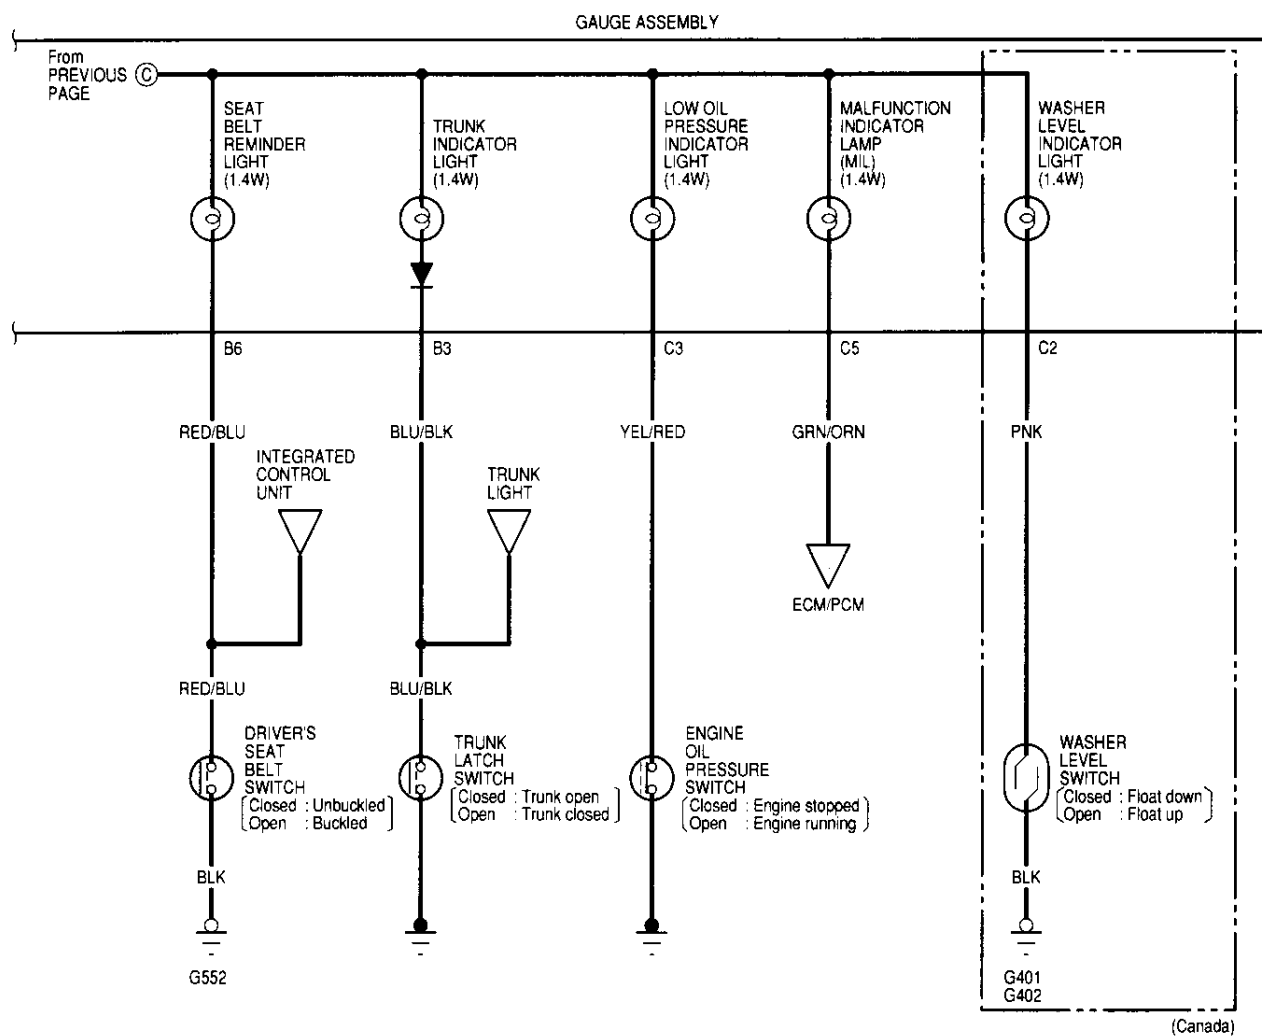 GAUGE ASSEMBLY
From
PREVIOUS
PAGE
C
SEAT
BELT
REMINDER
LIGHT
(1.4W)
TRUNK
INDICATOR
LIGHT
(1.4W)
LOW OIL
PRESSURE
INDICATOR
LIGHT
(1.4W)
MALFUNCTION
INDICATOR
LAMP
(MIL)
(1.4W)
WASHER
LEVEL
INDICATOR
LIGHT
(1.4W)
B6
B3
C3
C5
C2
RED/BLU
BLU/BLK
YEL/RED
GRN/ORN
PNK
INTEGRATED
CONTROL
UNIT
TRUNK
LIGHT
ECM/PCM
RED/BLU
BLU/BLK
DRIVER'S
SEAT
BELT
SWITCH
Closed : Unbuckled
Open : Buckled
TRUNK
LATCH
SWITCH
Closed : Trunk open
Open : Trunk closed
ENGINE
OIL
PRESSURE
SWITCH
Closed : Engine stopped
Open : Engine running
WASHER
LEVEL
SWITCH
Closed : Float down
Open : Float up
BLK
BLK
G552
G401
G402
(Canada)